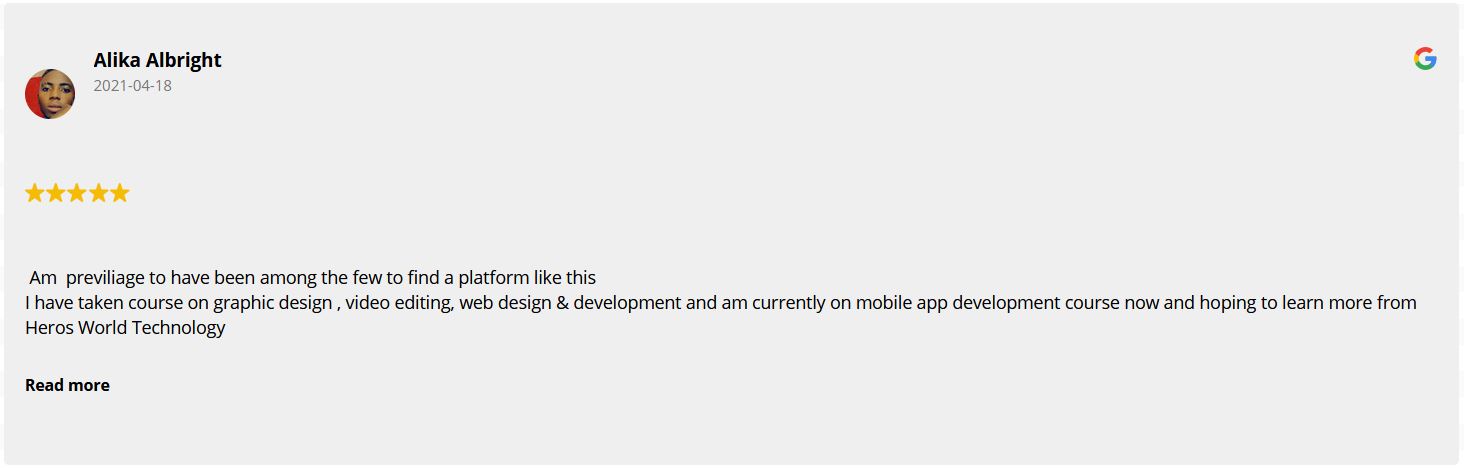 Alika Albright
2021-04-18
Am previliage to have been among the few to find a platform like this
I have taken course on graphic design , video editing, web design & development and am currently on mobile app development course now and hoping to learn more from
Heros World Technology
Read more